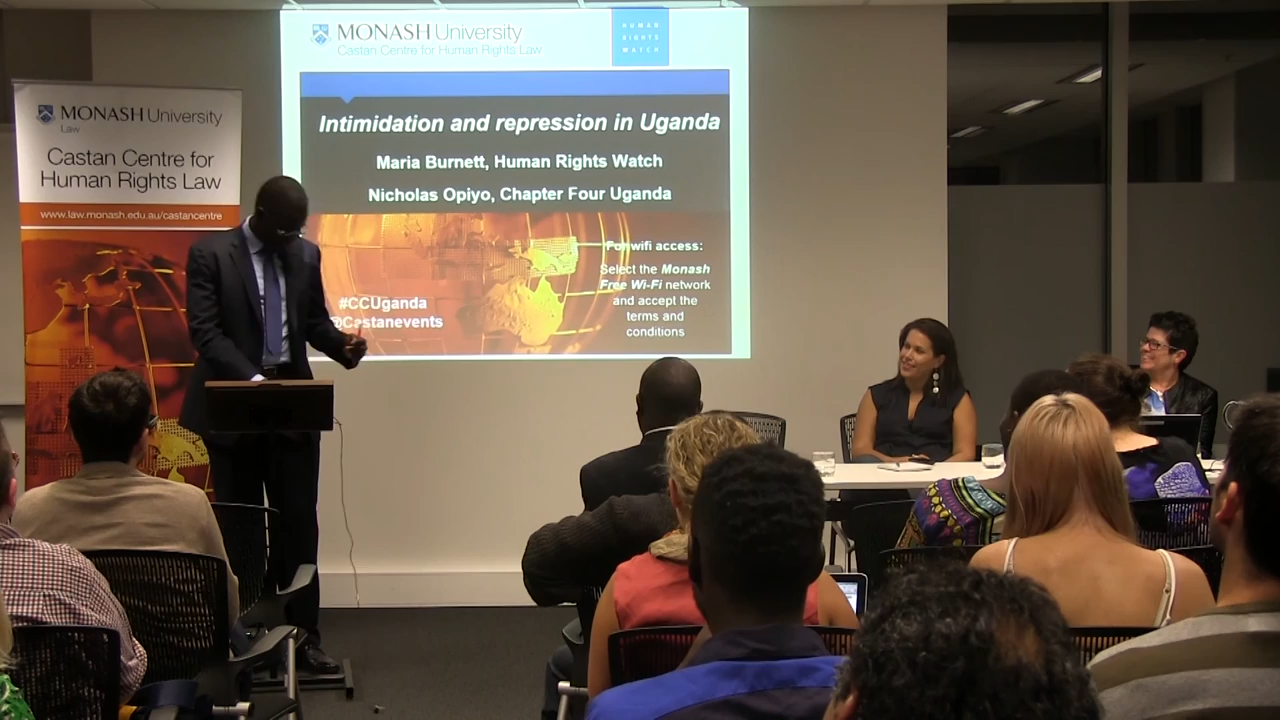 MONASH University
Law
Castan Centre for
Human Rights Law
www.law.monash.edu.au/castancentre
MONASH University
Castan Centre for Human Rights Law
HUMAN
RIGHTS
WATCH
Intimidation and repression in Uganda
Maria Burnett, Human Rights Watch
Nicholas Opiyo, Chapter Four Uganda
For wifi access:
Select the Monash
Free Wi-Fi network
and accept the
terms and
conditions
#CCUganda
@Castanevents